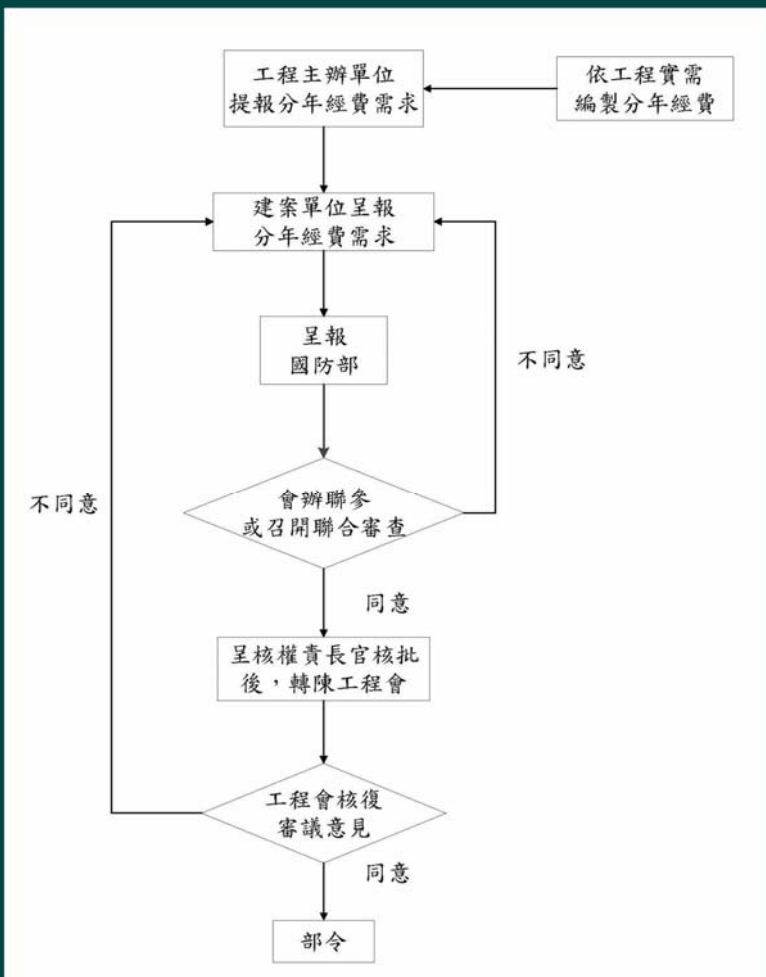 工程主辦單位
提報分年經費需求
依工程實需
編製分年經費
建案單位呈報
分年經費需求
呈報
國防部
不同意
會辦聯參
或召開聯合審查
不同意
同意
呈核權責長官核批
後，轉陳工程會
工程會核復
審議意見
同意
部令